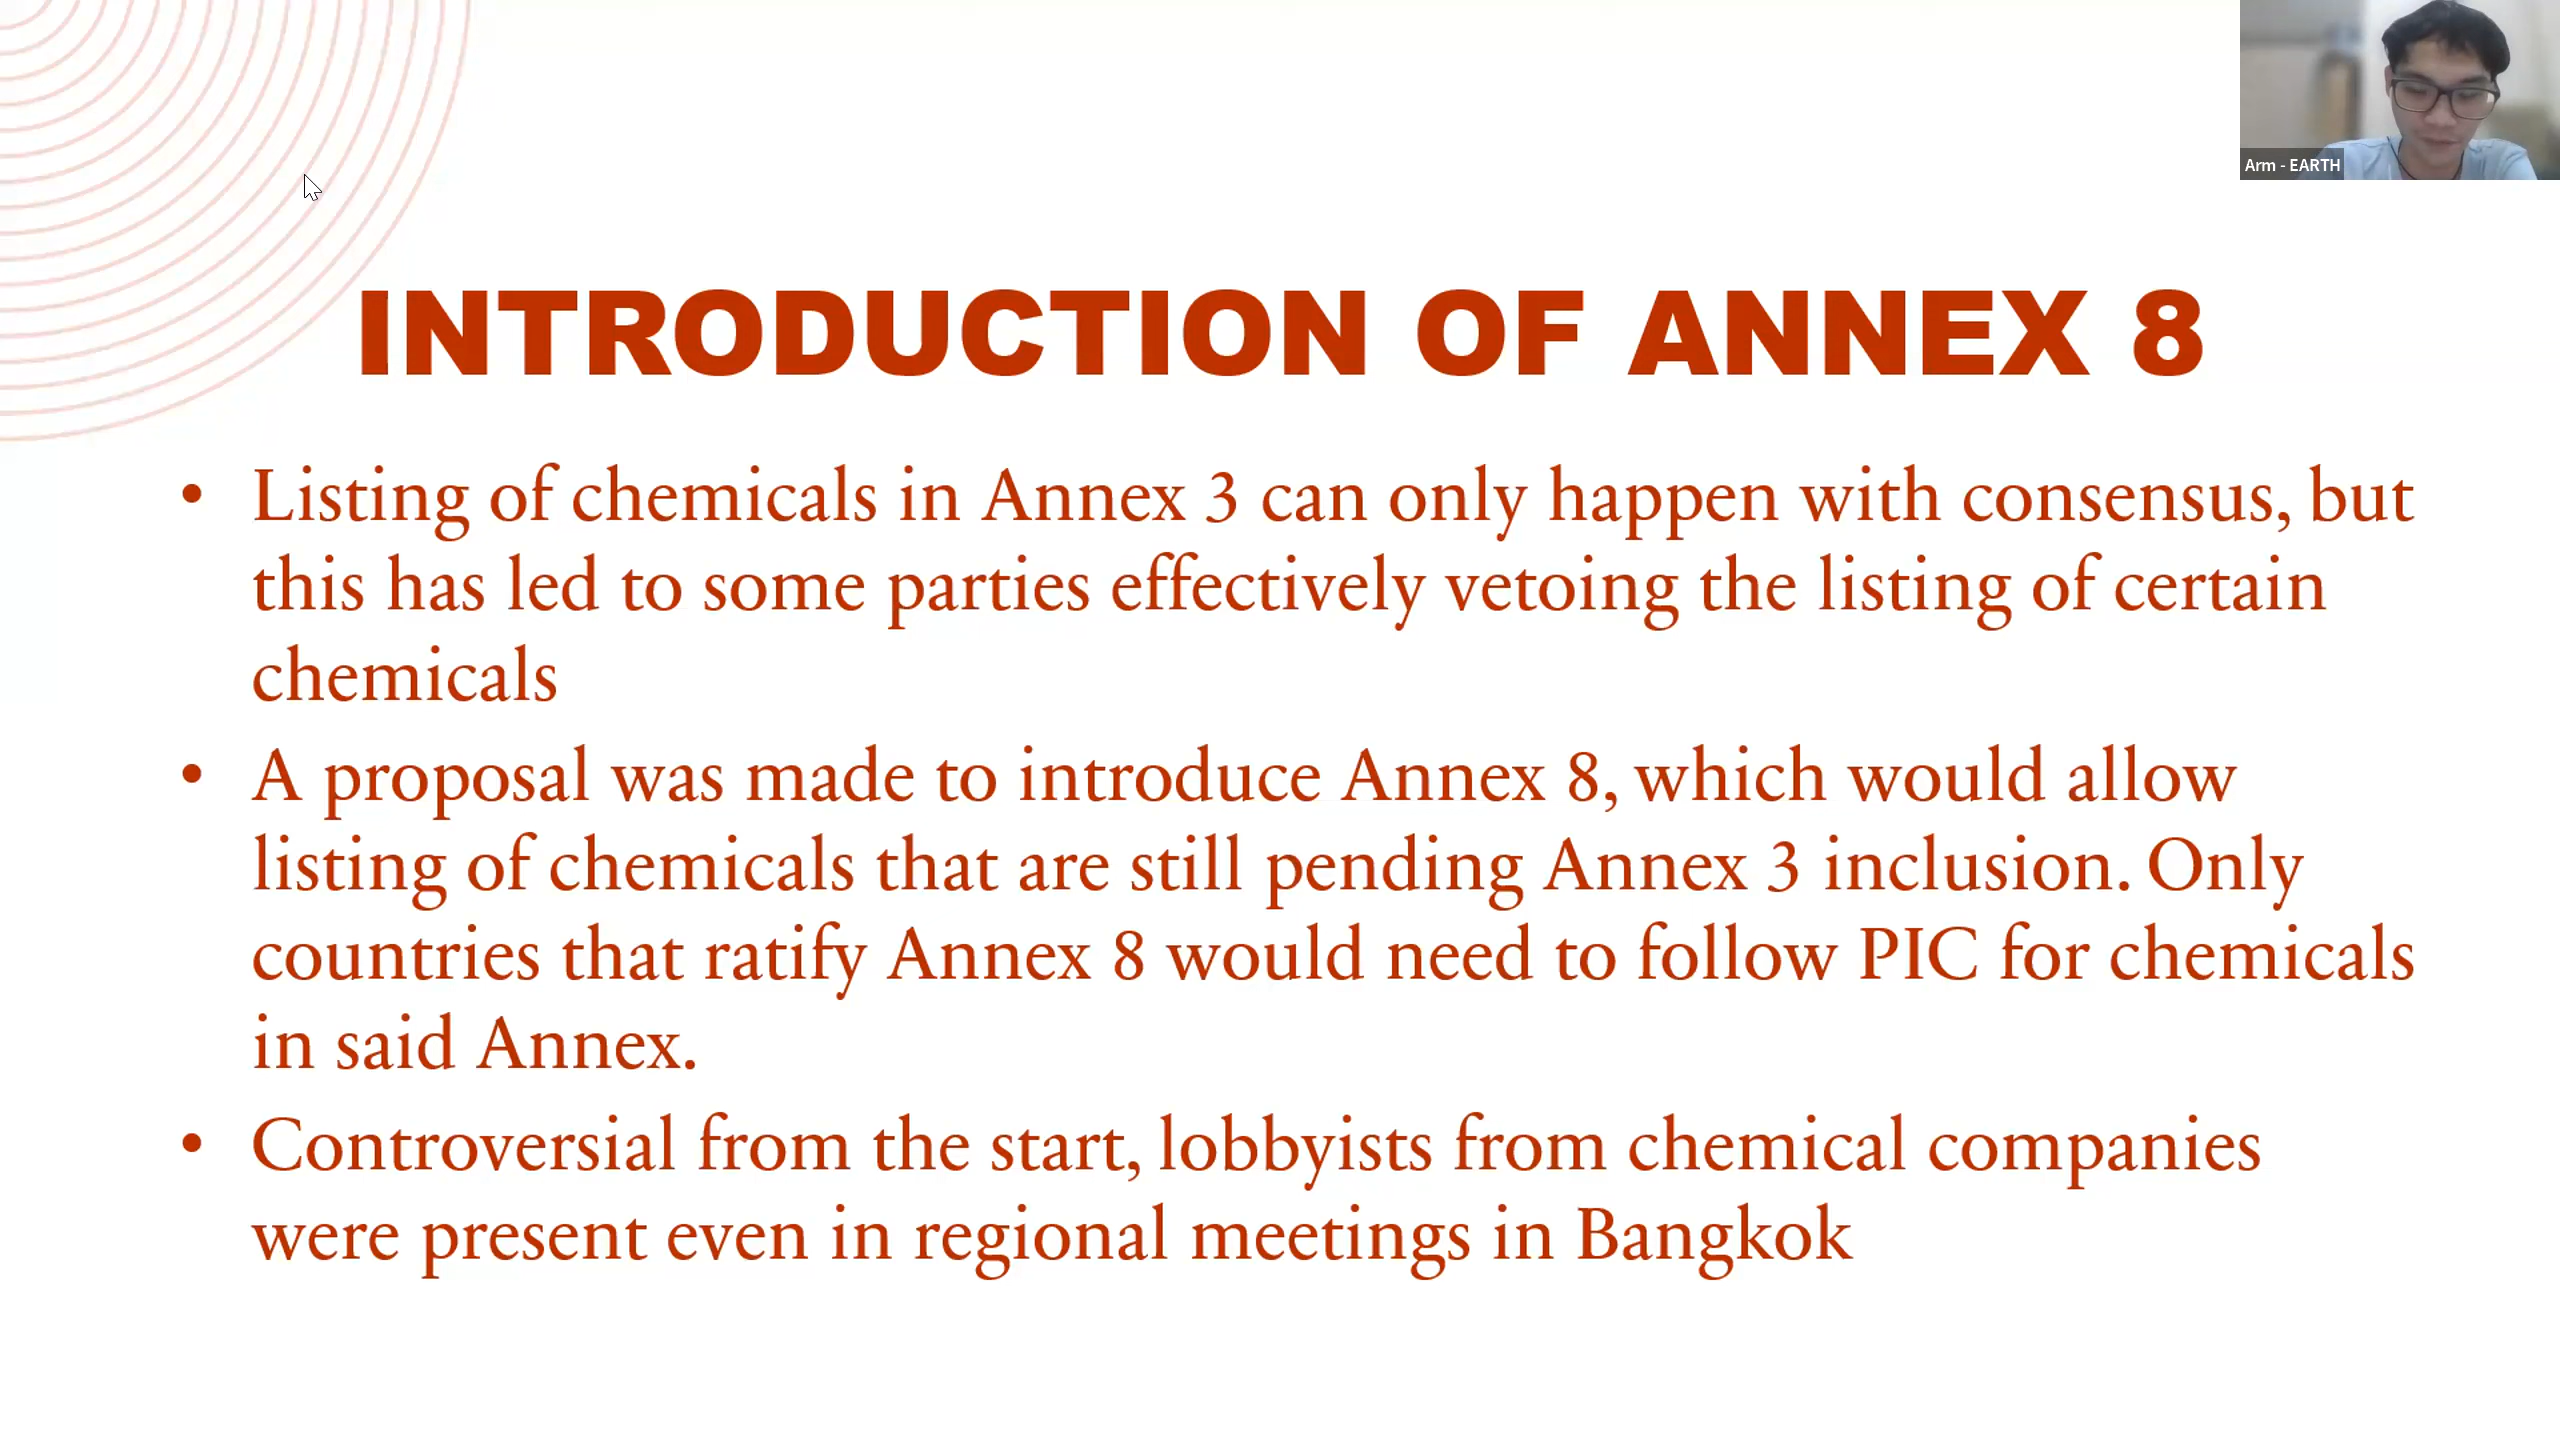 Arm - EARTH
INTRODUCTION OF ANNEX 8
• Listing of chemicals in Annex 3 can only happen with consensus, but
this has led to some parties effectively vetoing the listing of certain
chemicals
• A proposal was made to introduce Annex 8, which would allow
listing of chemicals that are still pending Annex 3 inclusion. Only
countries that ratify Annex 8 would need to follow PIC for chemicals
in said Annex.
• Controversial from the start, lobbyists from chemical companies
were present even in regional meetings in Bangkok